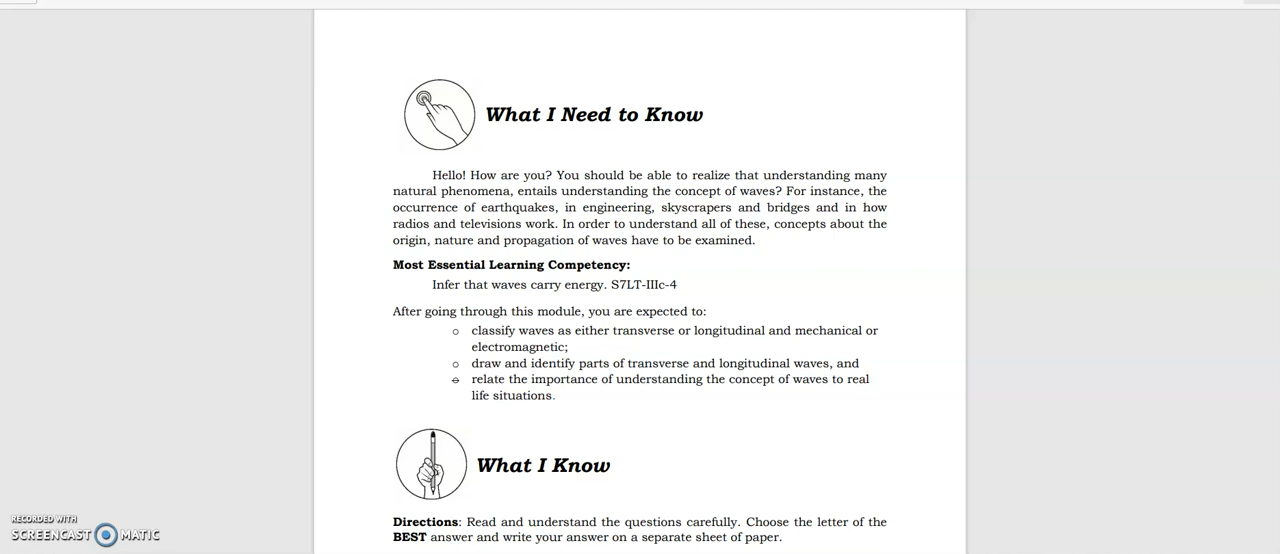 What I Need to Know
Hello! How are you? You should be able to realize that understanding many
natural phenomena, entails understanding the concept of waves? For instance, the
occurrence of earthquakes, in engineering, skyscrapers and bridges and in how
radios and televisions work. In order to understand all of these, concepts about the
origin, nature and propagation of waves have to be examined.
Most Essential Learning Competency:
Infer that waves carry energy. S7LT-IIIc-4
After going through this module, you are expected to:
o classify waves as either transverse or longitudinal and mechanical or
electromagnetic;
o draw and identify parts of transverse and longitudinal waves, and
o relate the importance of understanding the concept of waves to real
life situations.
What I Know
Directions: Read and understand the questions carefully. Choose the letter of the
BEST answer and write your answer on a separate sheet of paper.
RECORDED WITH
SCREENCAST MATIC